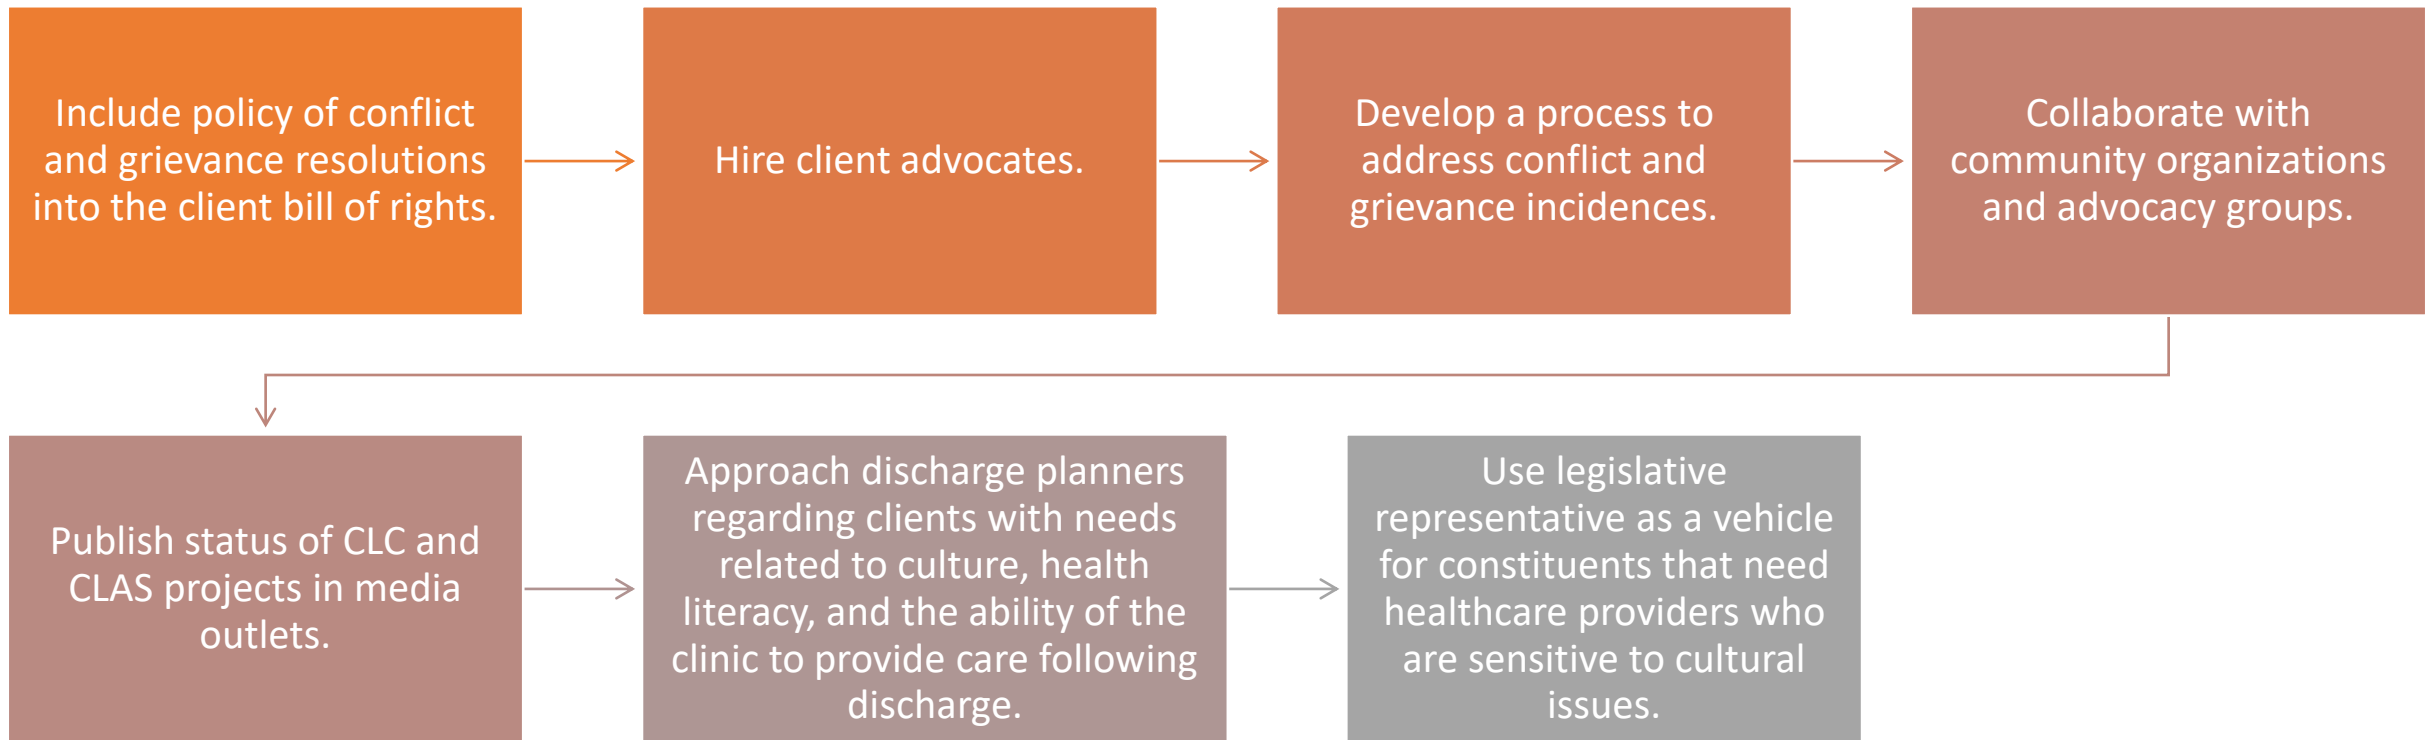 Include policy of conflict
and grievance resolutions
into the client bill of rights.
Hire client advocates.
Develop a process to
address conflict and
grievance incidences.
Collaborate with
community organizations
and advocacy groups.
Publish status of CLC and
CLAS projects in media
outlets.
Approach discharge planners
regarding clients with needs
related to culture, health
literacy, and the ability of the
clinic to provide care following
discharge.
Use legislative
representative as a vehicle
for constituents that need
healthcare providers who
are sensitive to cultural
issues.